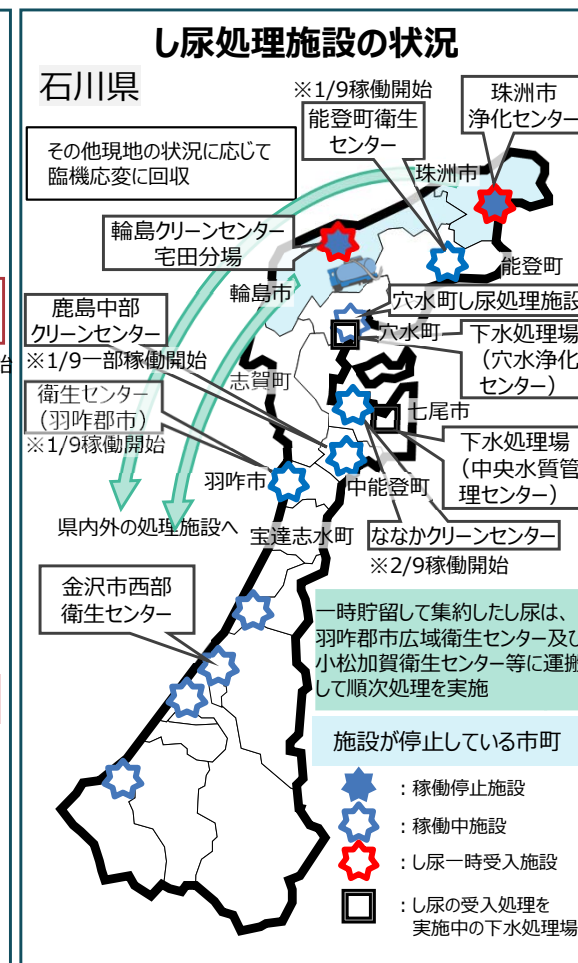 し尿処理施設の状況
石川県
※1/9稼働開始
能登町衛生
センター
珠洲市
浄化センター
その他現地の状況に応じて
臨機応変に回収
珠洲市
輪島クリーンセンター
宅田分場
能登町
輪島市
穴水町し尿処理施設
鹿島中部
クリーンセンター
※1/9一部稼働開始
穴水町
下水処理場
（穴水浄化
センター）
志賀町
衛生センター
（羽咋郡市）
※1/9稼働開始
七尾市
下水処理場
（中央水質管
理センター）
羽咋市
中能登町
県内外の処理施設へ
宝達志水町
ななかクリーンセンター
※2/9稼働開始
金沢市西部
衛生センター
一時貯留して集約したし尿は、
羽咋郡市広域衛生センター及び
小松加賀衛生センター等に運搬
して順次処理を実施
施設が停止している市町
：稼働停止施設
：稼働中施設
：し尿一時受入施設
：し尿の受入処理を
実施中の下水処理場
始